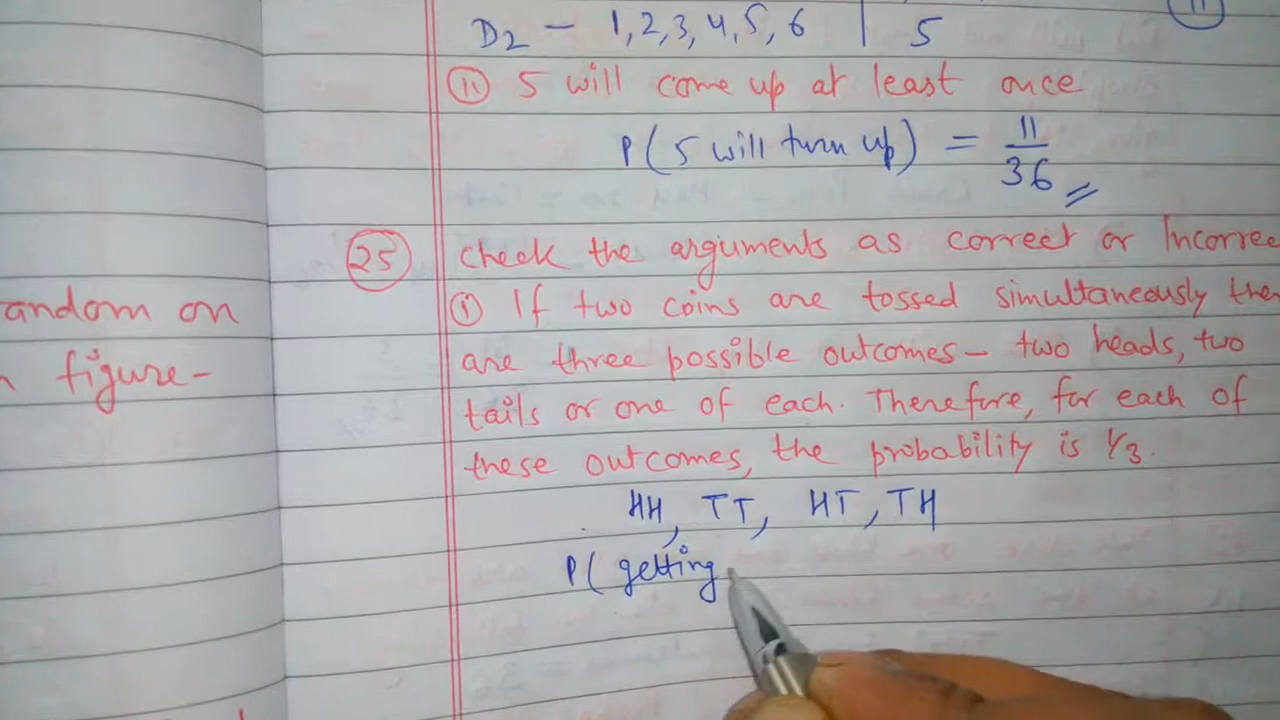 D2 - 1,2,3,4,5,6 | 5
11
ii 5 will come up at least once
P( 5 will turn up) = 11/36
25 check the arguments as correct or Incorrec
i If two coins are tossed simultaneously ther
are three possible outcomes - two heads, two
tails or one of each. Therefore, for each of
these outcomes, the probability is 1/3.
HH, TT, HT, TH
P( getting
andom on
figure-